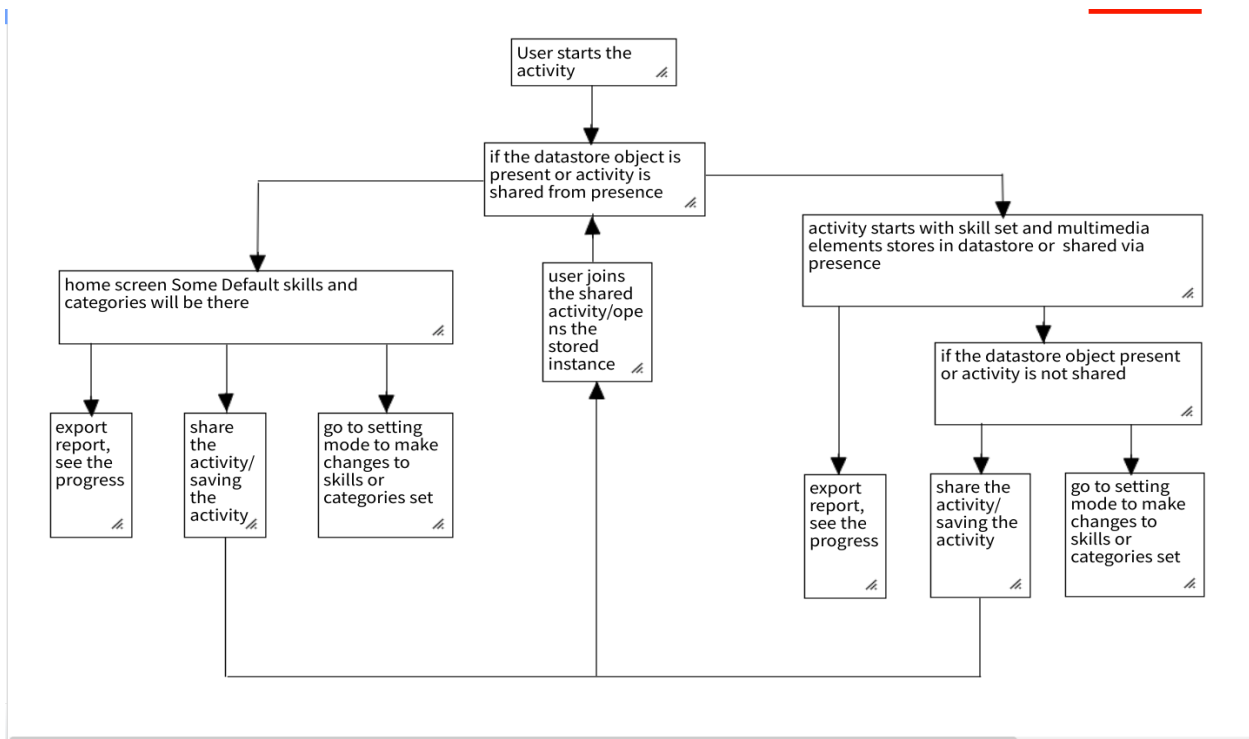 User starts the
activity
if the datastore object is
present or activity is
shared from presence
activity starts with skill set and multimedia
elements stores in datastore or  shared via
presence
home screen Some Default skills and
categories will be there
user joins
the shared
activity/ope
ns the
stored
instance
if the datastore object present
or activity is not shared
export
report,
see the
progress
share
the
activity/
saving
the
activity
go to setting
mode to make
changes to
skills or
categories set
export
report,
see the
progress
share the
activity/
saving the
activity
go to setting
mode to make
changes to
skills or
categories set